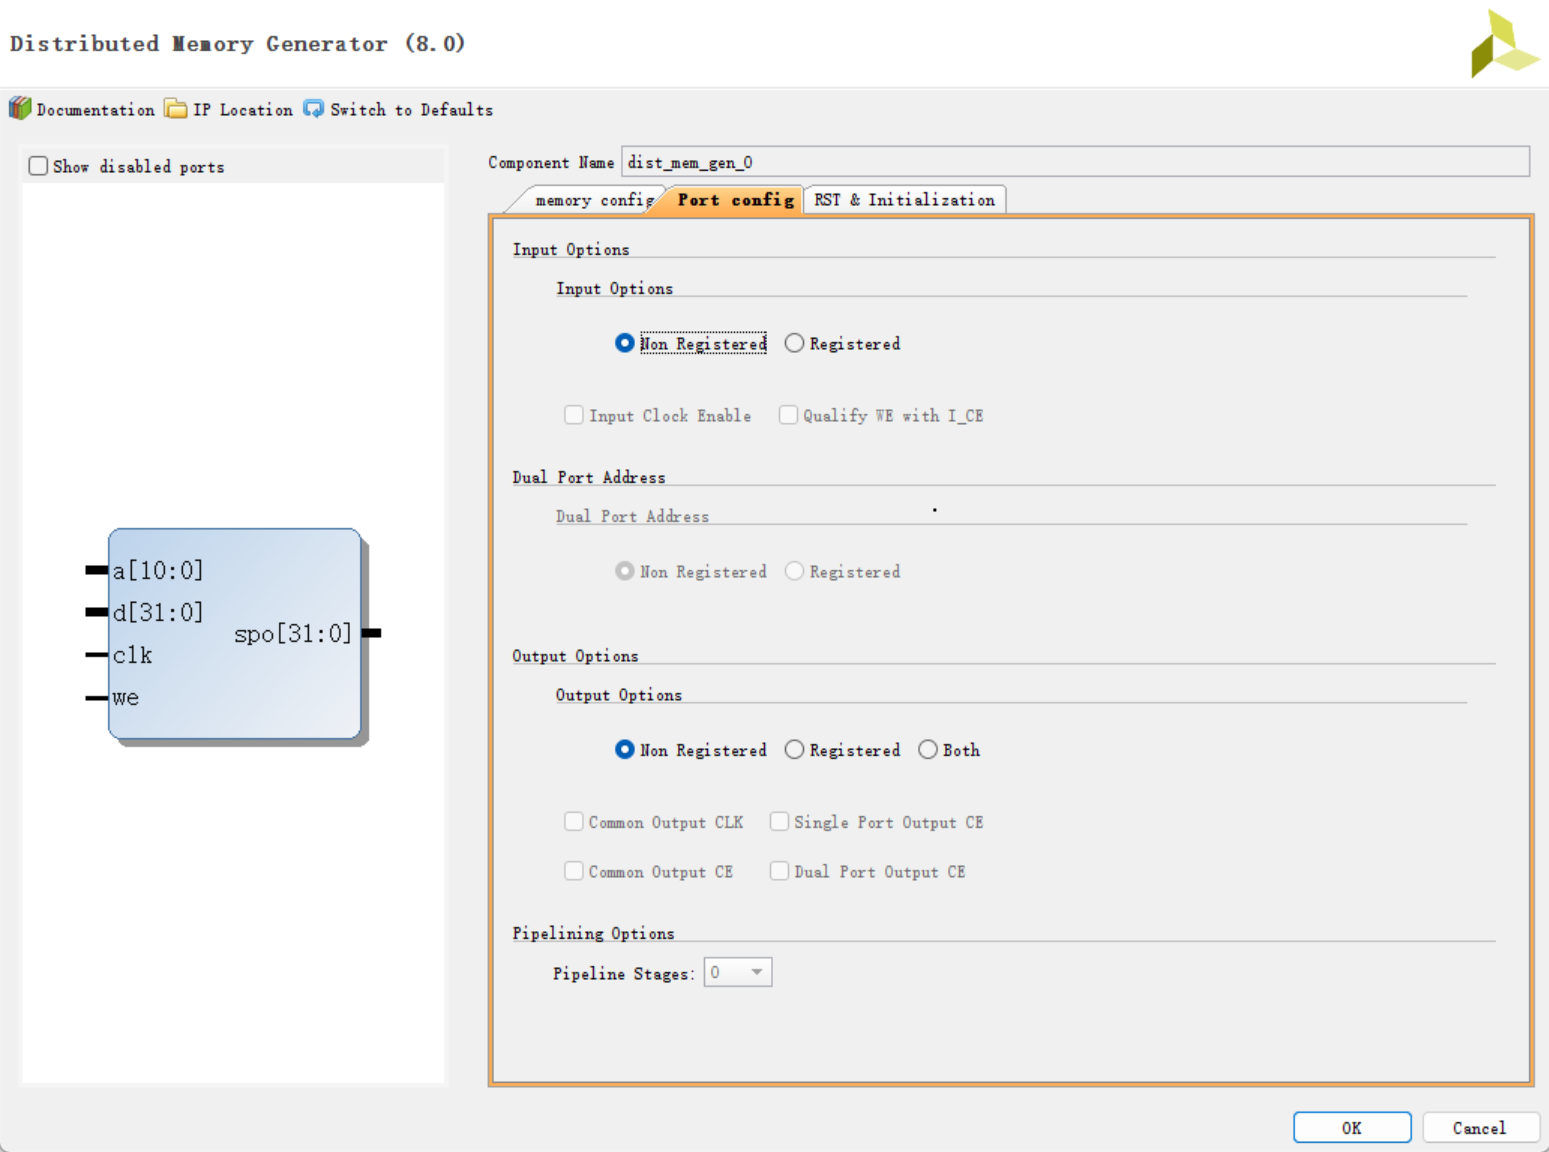 Distributed Memory Generator (8.0)
Documentation IP Location Switch to Defaults
Show disabled ports
a[10:0]
d[31:0]
clk
we
spo[31:0]
Component Name dist_mem_gen_0
memory config Port config RST & Initialization
Input Options
Input Options
Non Registered Registered
Input Clock Enable Qualify WE with I_CE
Dual Port Address
Dual Port Address
Non Registered Registered
Output Options
Output Options
Non Registered Registered Both
Common Output CLK Single Port Output CE
Common Output CE Dual Port Output CE
Pipelining Options
Pipeline Stages: 0
OK Cancel